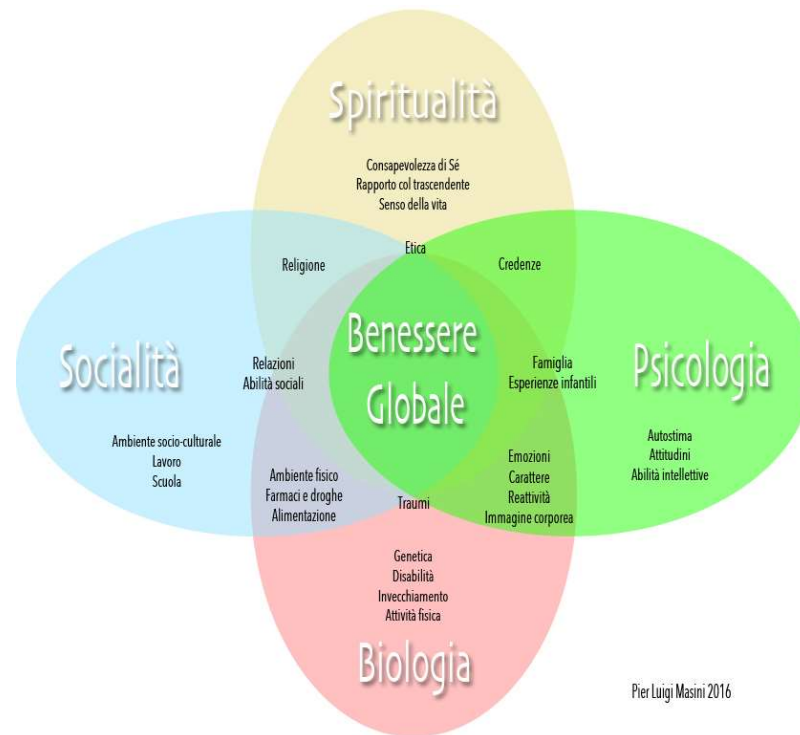 Spiritualità
Consapevolezza di Sé
Rapporto col trascendente
Senso della vita
Etica
Religione
Credenze
Benessere
Globale
Socialità
Relazioni
Abilità sociali
Famiglia
Esperienze infantili
Psicologia
Ambiente socio-culturale
Lavoro
Scuola
Autostima
Attitudini
Abilità intellettive
Ambiente fisico
Farmaci e droghe
Alimentazione
Emozioni
Carattere
Reattività
Immagine corporea
Traumi
Genetica
Disabilità
Invecchiamento
Attività fisica
Biologia
Pier Luigi Masini 2016